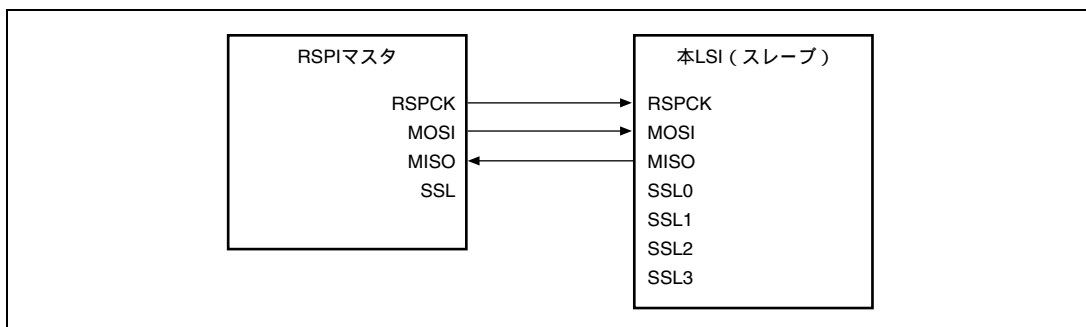 RSPIマスタ
RSPCK
MOSI
MISO
SSL
本LSI（スレーブ）
RSPCK
MOSI
MISO
SSL0
SSL1
SSL2
SSL3